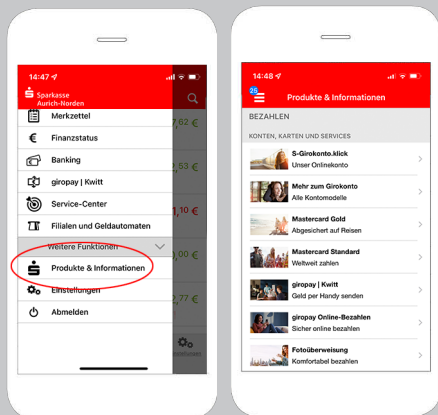 14:47
Sparkasse
Aurich-Norden
Merkzettel
7,62 €
€ Finanzstatus
Banking
2,53 €
giropay | Kwitt
Service-Center
1,10 €
Filialen und Geldautomaten
Weitere Funktionen
0,00 €
Produkte & Informationen
Einstellungen
2,77 €
Abmelden
14:48
25
Produkte & Informationen
BEZAHLEN
KONTEN, KARTEN UND SERVICES
S-Girokonto.klick
Unser Onlinekonto
Mehr zum Girokonto
Alle Kontomodelle
Mastercard Gold
Abgesichert auf Reisen
Mastercard Standard
Weltweit zahlen
giropay | Kwitt
Geld per Handy senden
giropay Online-Bezahlen
Sicher online bezahlen
Fotoüberweisung
Komfortabel bezahlen